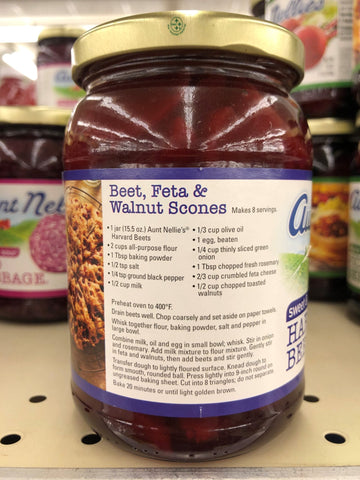 Beet, Feta &
Walnut Scones Makes 8 servings.
• 1 jar (15.5 oz.) Aunt Nellie's®
Harvard Beets
• 2 cups all-purpose flour
• 1 Tbsp baking powder
• 1/4 tsp salt
• 1/4 tsp ground black pepper
• 1/2 cup milk
• 1/3 cup olive oil
• 1 egg, beaten
• 1/4 cup thinly sliced green
onion
• 1 Tbsp chopped fresh rosemary
• 2/3 cup crumbled feta cheese
• 1/2 cup chopped toasted
walnuts
Preheat oven to 400°F.
Drain beets well. Chop coarsely and set aside on paper towels.
Whisk together flour, baking powder, salt and pepper in
large bowl.
Combine milk, oil and egg in small bowl; whisk. Stir in onion
and rosemary. Add milk mixture to flour mixture. Gently stir
in feta and walnuts, then add beets and stir gently.
Transfer dough to lightly floured surface. Knead dough to
form smooth, rounded ball. Press lightly into 9-inch round on
ungreased baking sheet. Cut into 8 triangles; do not separate.
Bake 20 minutes or until light golden brown.
Nellie's
nt Nel
BBAGE